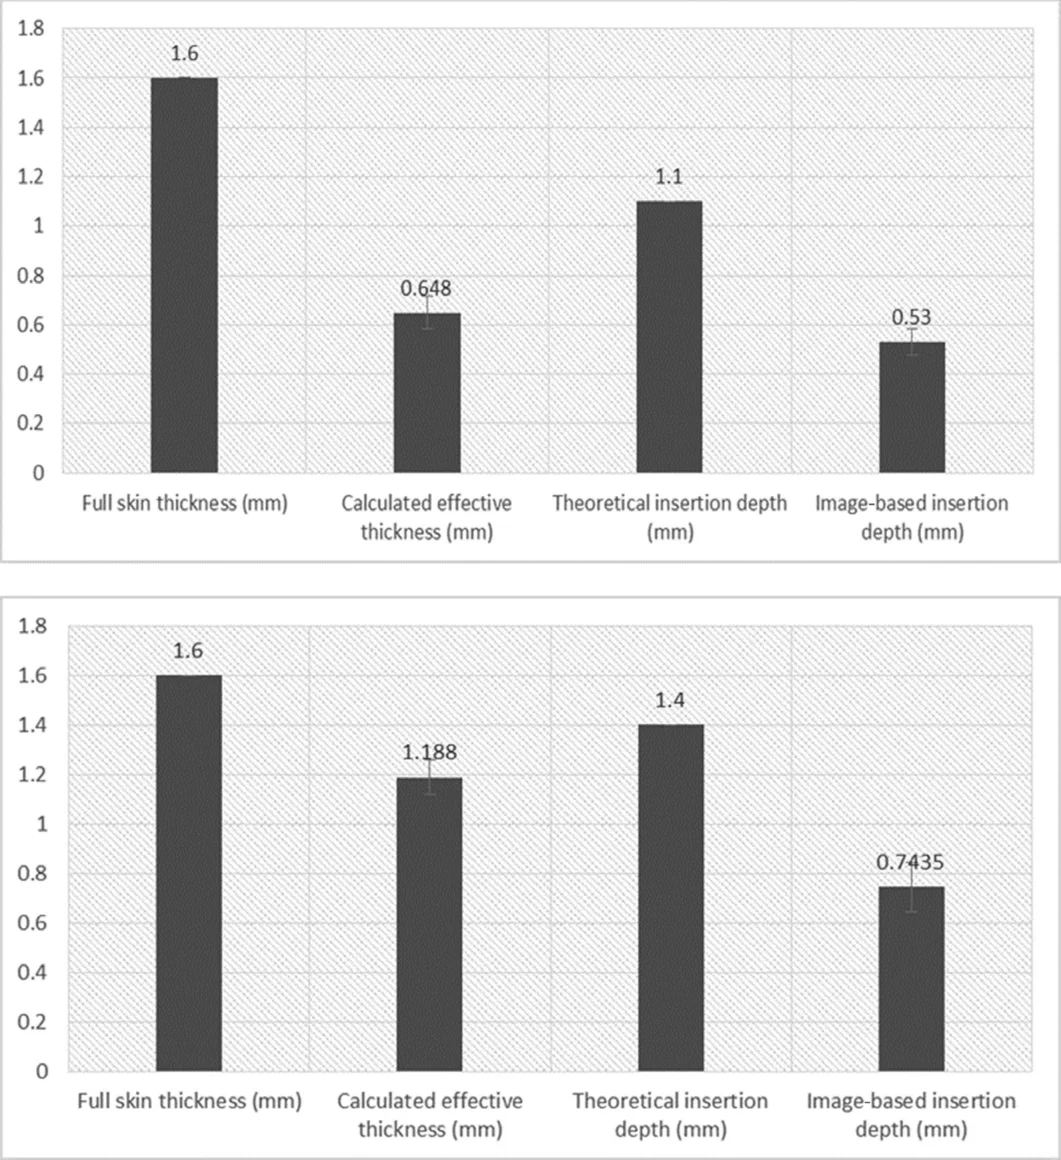 1.8
1.6
1.6
1.4
1.2
1.1
1
0.8
0.648
0.6
0.53
0.4
0.2
0
Full skin thickness (mm)
Calculated effective
thickness (mm)
Theoretical insertion depth
(mm)
Image-based insertion
depth (mm)
1.8
1.6
1.6
1.4
1.4
1.2
1.188
1
0.8
0.7435
0.6
0.4
0.2
0
Full skin thickness (mm)
Calculated effective
thickness (mm)
Theoretical insertion
depth (mm)
Image-based insertion
depth (mm)